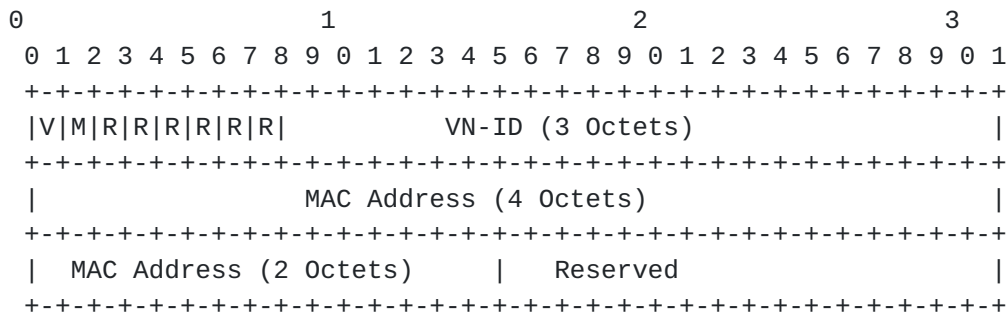 0                   1                   2                   3
 0 1 2 3 4 5 6 7 8 9 0 1 2 3 4 5 6 7 8 9 0 1 2 3 4 5 6 7 8 9 0 1
 +-+-+-+-+-+-+-+-+-+-+-+-+-+-+-+-+-+-+-+-+-+-+-+-+-+-+-+-+-+-+-+
 |V|M|R|R|R|R|R|R|          VN-ID (3 Octets)                   |
 +-+-+-+-+-+-+-+-+-+-+-+-+-+-+-+-+-+-+-+-+-+-+-+-+-+-+-+-+-+-+-+
 |                 MAC Address (4 Octets)                      |
 +-+-+-+-+-+-+-+-+-+-+-+-+-+-+-+-+-+-+-+-+-+-+-+-+-+-+-+-+-+-+-+
 |  MAC Address (2 Octets)     |   Reserved                    |
 +-+-+-+-+-+-+-+-+-+-+-+-+-+-+-+-+-+-+-+-+-+-+-+-+-+-+-+-+-+-+-+